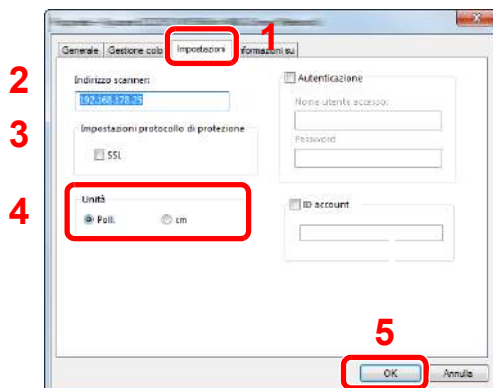 1
Generale Gestione colo Impostazioni nformazioni su
2
Indirizzo scanner:
192.168.178.25
Autenticazione
Nome utente accesso:
3
Impostazioni protocollo di protezione
Password
SSL
4
Unità
Poll. cm
ID account
5
OK Annulla